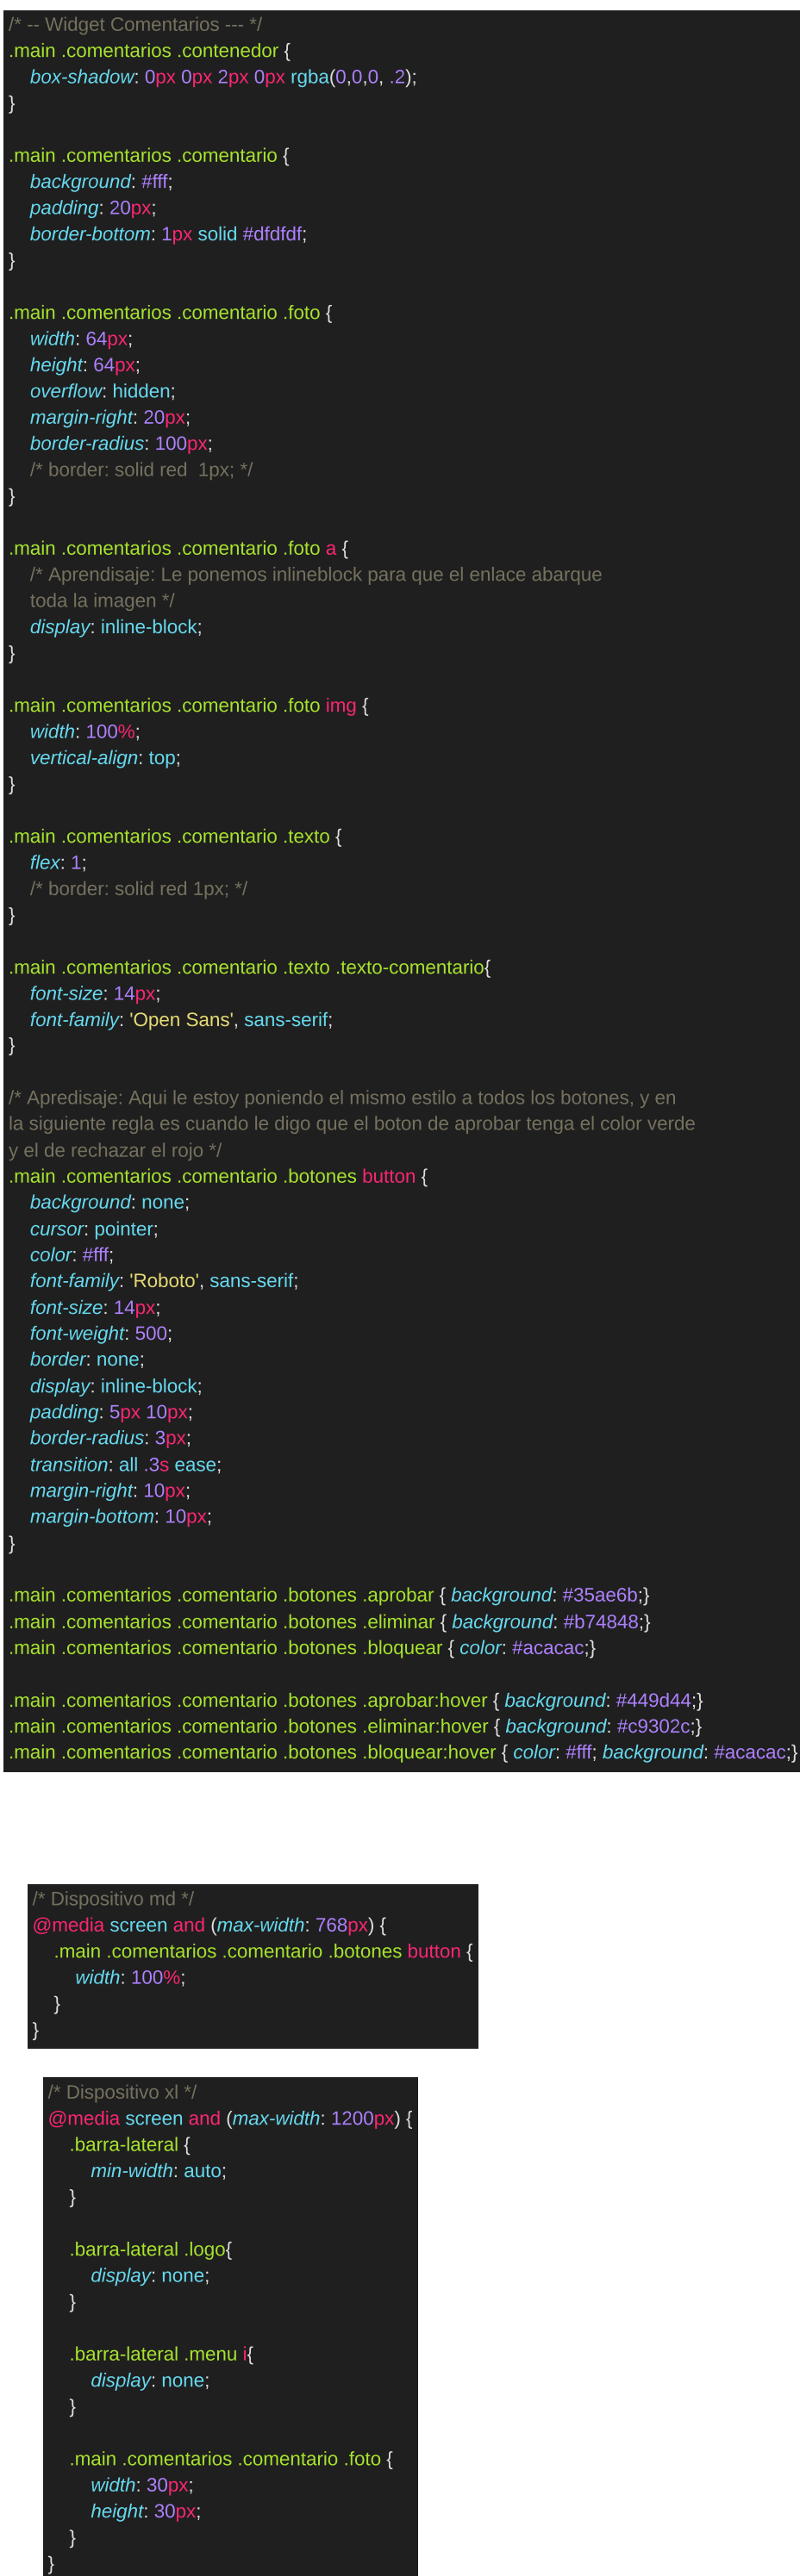 /* -- Widget Comentarios --- */
.main .comentarios .contenedor {
    box-shadow: 0px 0px 2px 0px rgba(0,0,0, .2);
}

.main .comentarios .comentario {
    background: #fff;
    padding: 20px;
    border-bottom: 1px solid #dfdfdf;
}

.main .comentarios .comentario .foto {
    width: 64px;
    height: 64px;
    overflow: hidden;
    margin-right: 20px;
    border-radius: 100px;
    /* border: solid red  1px; */
}

.main .comentarios .comentario .foto a {
    /* Aprendisaje: Le ponemos inlineblock para que el enlace abarque
    toda la imagen */
    display: inline-block;
}

.main .comentarios .comentario .foto img {
    width: 100%;
    vertical-align: top;
}

.main .comentarios .comentario .texto {
    flex: 1;
    /* border: solid red 1px; */
}

.main .comentarios .comentario .texto .texto-comentario{
    font-size: 14px;
    font-family: 'Open Sans', sans-serif;
}

/* Apredisaje: Aqui le estoy poniendo el mismo estilo a todos los botones, y en
la siguiente regla es cuando le digo que el boton de aprobar tenga el color verde
y el de rechazar el rojo */
.main .comentarios .comentario .botones button {
    background: none;
    cursor: pointer;
    color: #fff;
    font-family: 'Roboto', sans-serif;
    font-size: 14px;
    font-weight: 500;
    border: none;
    display: inline-block;
    padding: 5px 10px;
    border-radius: 3px;
    transition: all .3s ease;
    margin-right: 10px;
    margin-bottom: 10px;
}

.main .comentarios .comentario .botones .aprobar { background: #35ae6b;}
.main .comentarios .comentario .botones .eliminar { background: #b74848;}
.main .comentarios .comentario .botones .bloquear { color: #acacac;}

.main .comentarios .comentario .botones .aprobar:hover { background: #449d44;}
.main .comentarios .comentario .botones .eliminar:hover { background: #c9302c;}
.main .comentarios .comentario .botones .bloquear:hover { color: #fff; background: #acacac;}

/* Dispositivo md */
@media screen and (max-width: 768px) {
    .main .comentarios .comentario .botones button {
        width: 100%;
    }
}

/* Dispositivo xl */
@media screen and (max-width: 1200px) {
    .barra-lateral {
        min-width: auto;
    }

    .barra-lateral .logo{
        display: none;
    }

    .barra-lateral .menu i{
        display: none;
    }

    .main .comentarios .comentario .foto {
        width: 30px;
        height: 30px;
    }
}